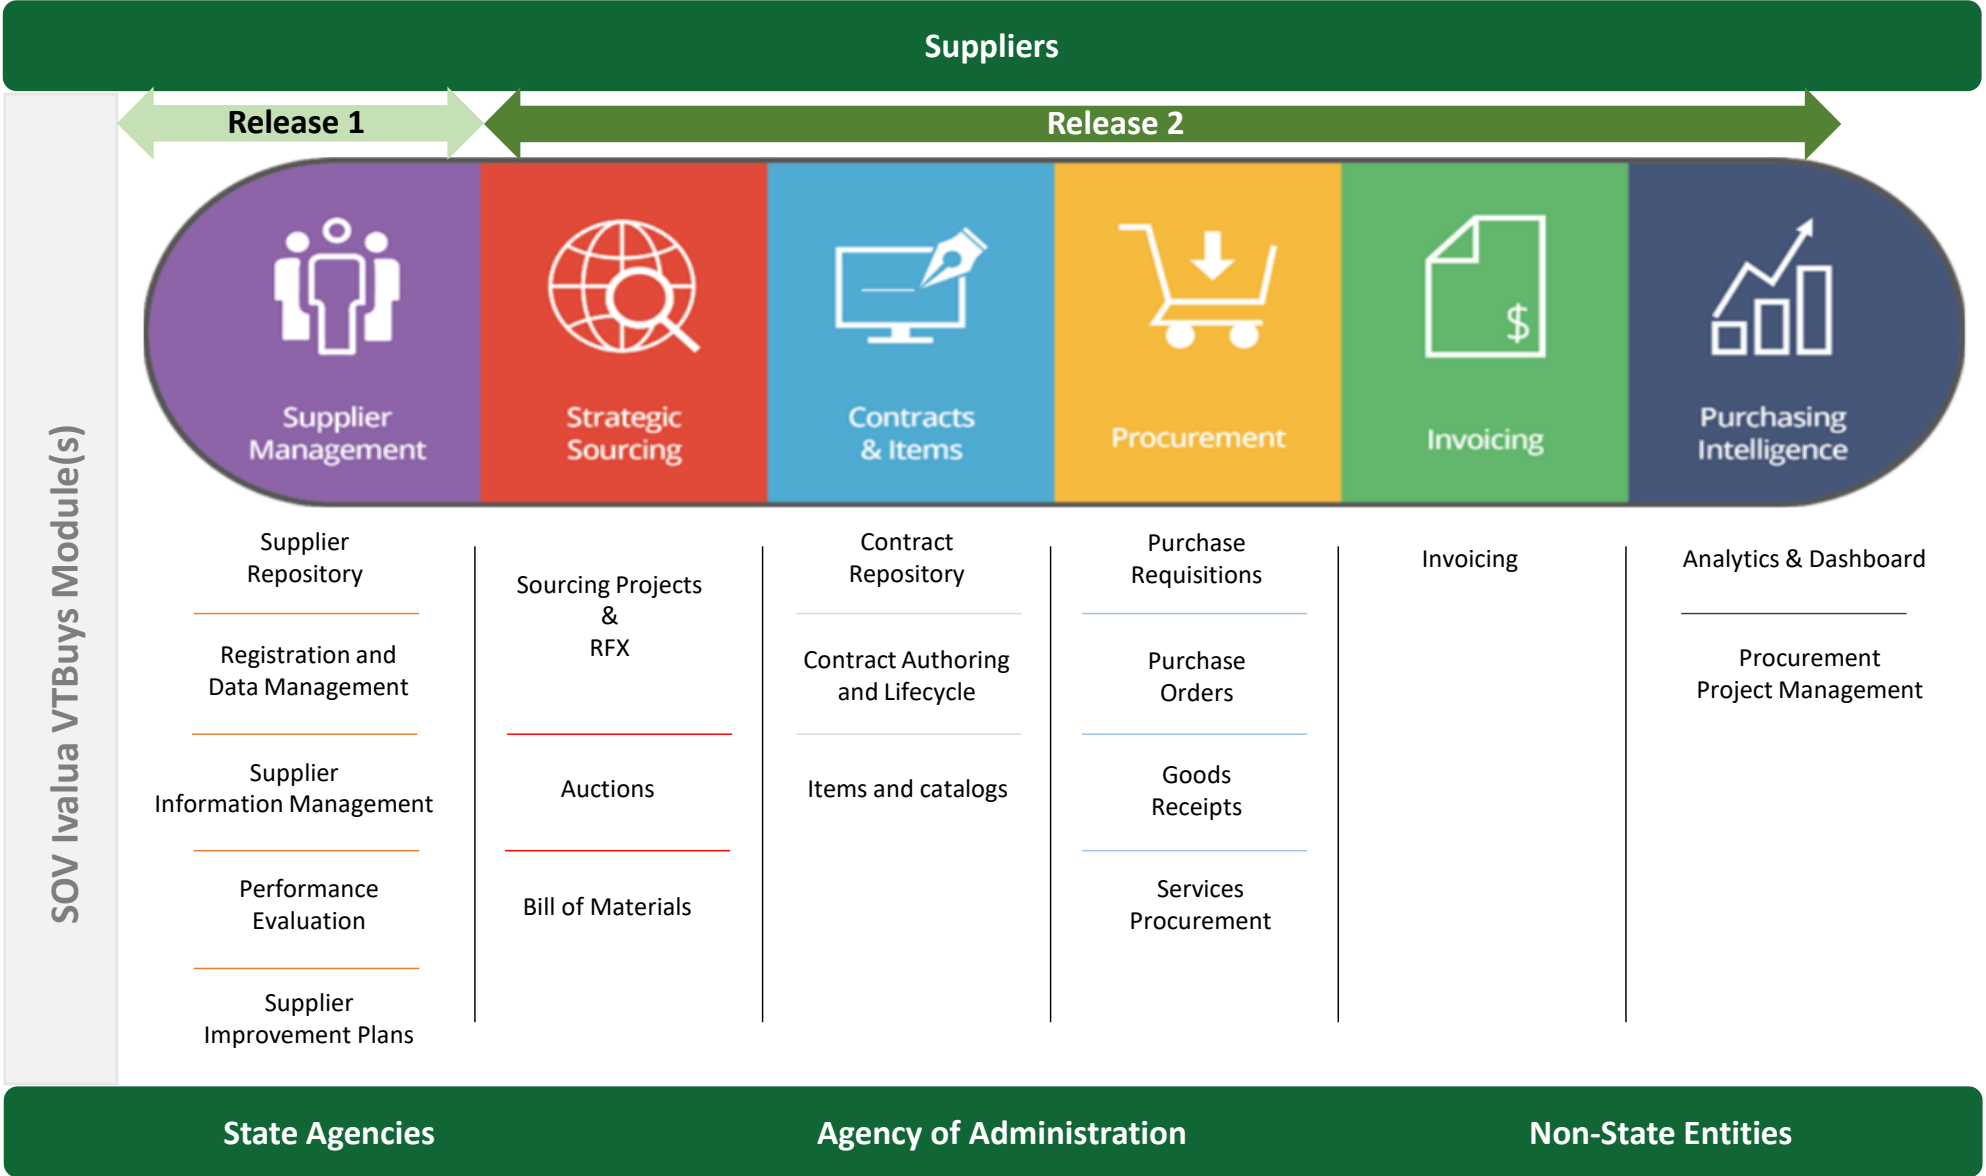 Suppliers
Release 1
Release 2
SOV Ivalua VTBuys Module(s)
Supplier
Management
Strategic
Sourcing
Contracts
& Items
Procurement
$
Invoicing
Purchasing
Intelligence
Supplier
Repository
Registration and
Data Management
Supplier
Information Management
Performance
Evaluation
Supplier
Improvement Plans
Sourcing Projects
&
RFX
Auctions
Bill of Materials
Contract
Repository
Contract Authoring
and Lifecycle
Items and catalogs
Purchase
Requisitions
Purchase
Orders
Goods
Receipts
Services
Procurement
Invoicing
Analytics & Dashboard
Procurement
Project Management
State Agencies
Agency of Administration
Non-State Entities